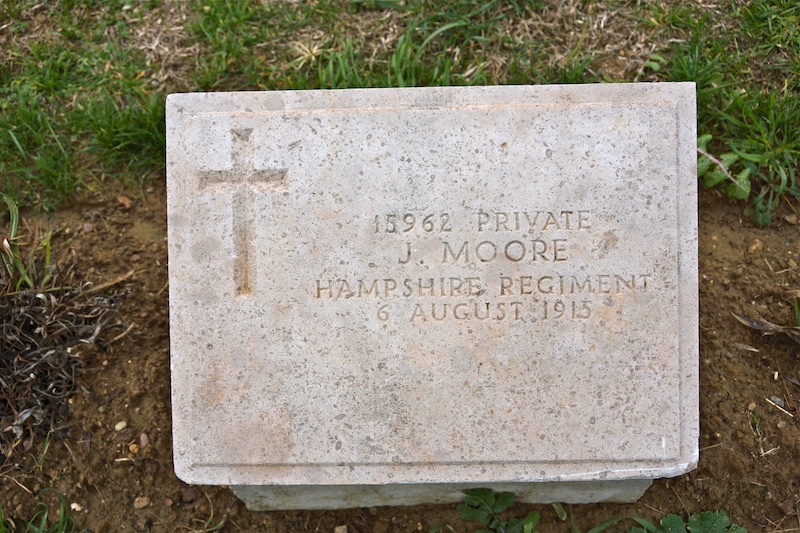 15962 PRIVATE
J. MOORE
HAMPSHIRE REGIMENT
6 AUGUST 1915